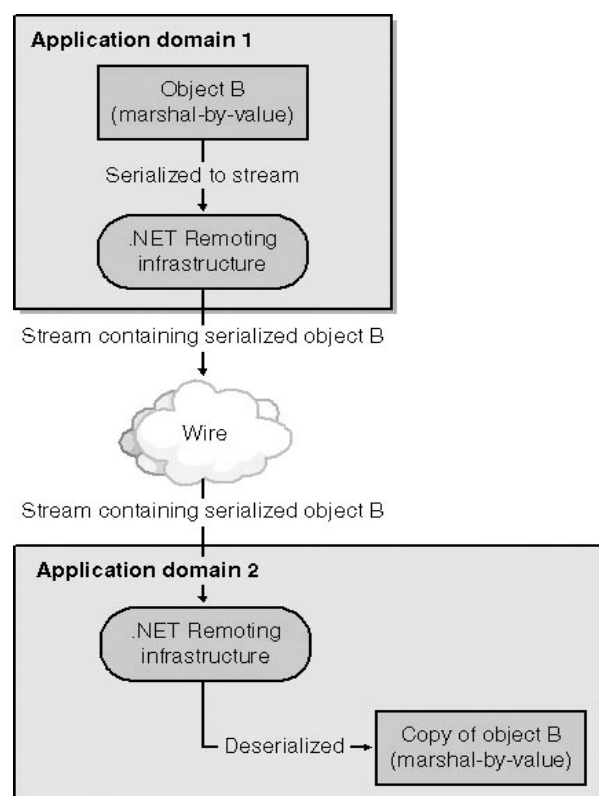 Application domain 1
Object B
(marshal-by-value)
Serialized to stream
.NET Remoting
infrastructure
Stream containing serialized object B
Wire
Stream containing serialized object B
Application domain 2
.NET Remoting
infrastructure
Deserialized
Copy of object B
(marshal-by-value)